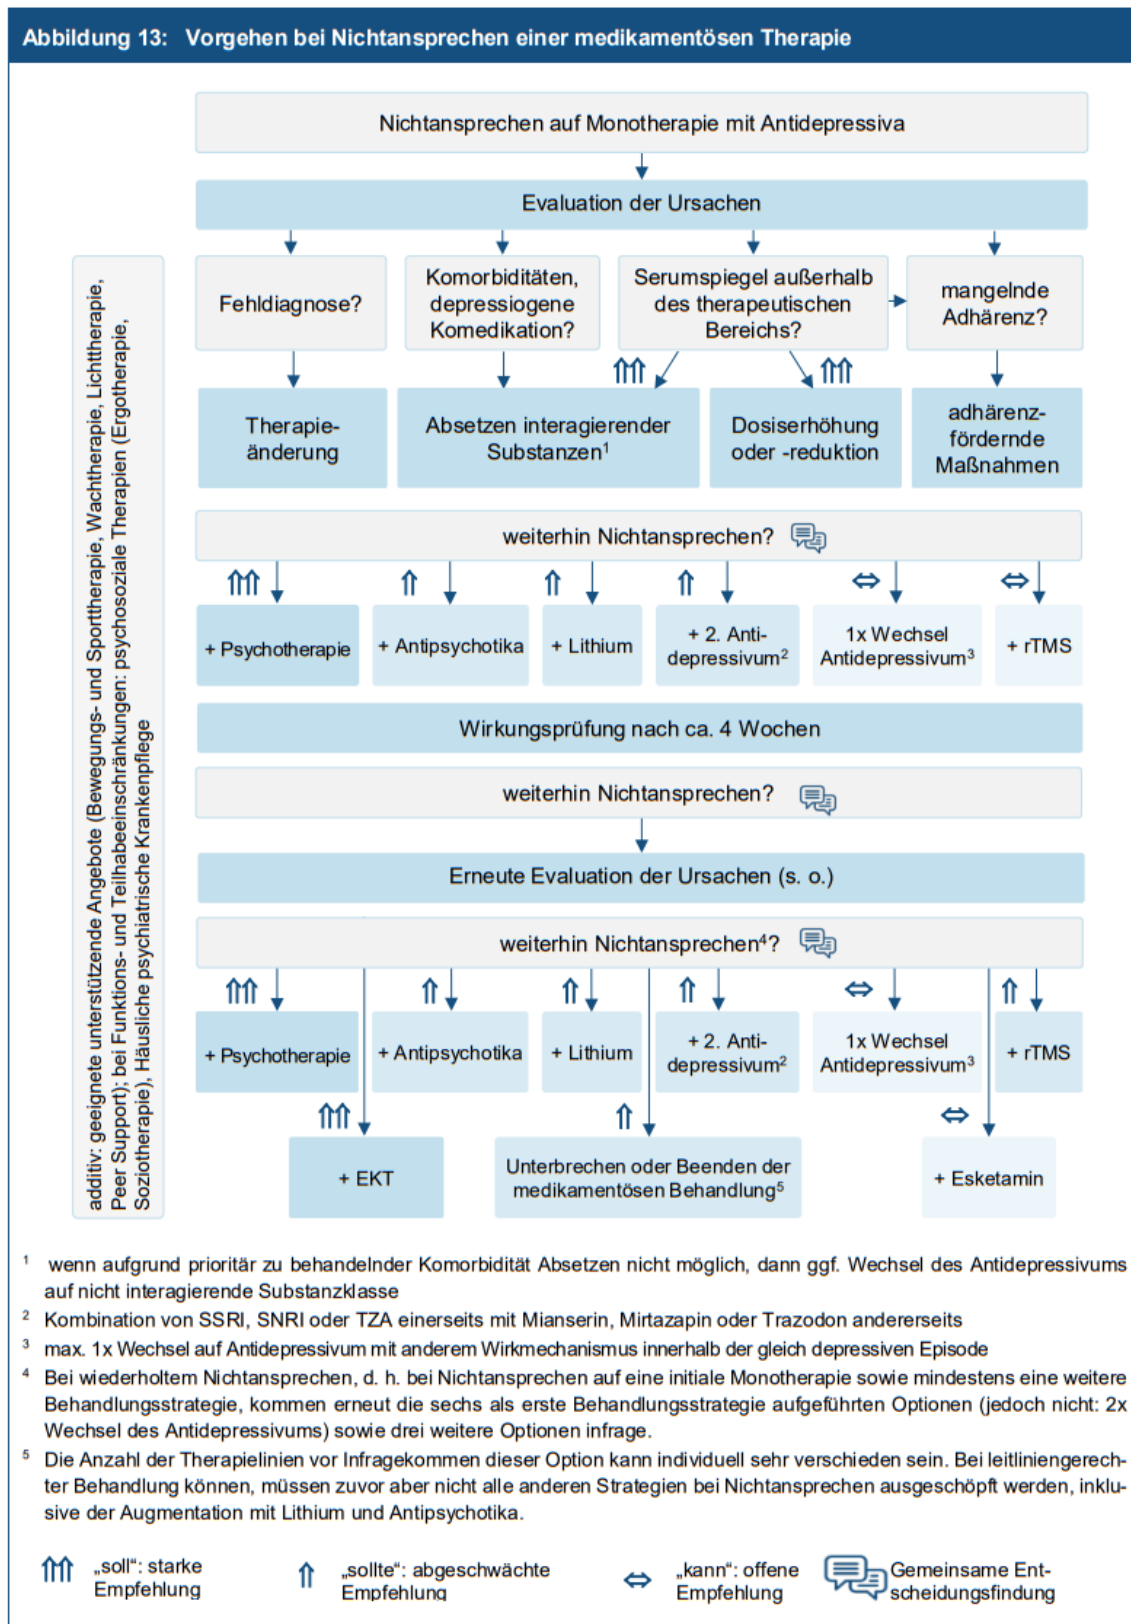 Abbildung 13: Vorgehen bei Nichtansprechen einer medikamentösen Therapie
Nichtansprechen auf Monotherapie mit Antidepressiva
Evaluation der Ursachen
Fehldiagnose?
Komorbiditäten,
depressiogene
Komedikation?
Serumspiegel außerhalb
des therapeutischen
Bereichs?
mangelnde
Adhärenz?
Therapie-
änderung
Absetzen interagierender
Substanzen¹
Dosiserhöhung
oder -reduktion
adhärenz-
fördernde
Maßnahmen
weiterhin Nichtansprechen?
+ Psychotherapie
+ Antipsychotika
+ Lithium
+ 2. Anti-
depressivum²
1x Wechsel
Antidepressivum³
+ rTMS
Wirkungsprüfung nach ca. 4 Wochen
weiterhin Nichtansprechen?
Erneute Evaluation der Ursachen (s. o.)
weiterhin Nichtansprechen⁴?
+ Psychotherapie
+ Antipsychotika
+ Lithium
+ 2. Anti-
depressivum²
1x Wechsel
Antidepressivum³
+ rTMS
+ EKT
Unterbrechen oder Beenden der
medikamentösen Behandlung⁵
+ Esketamin
additiv: geeignete unterstützende Angebote (Bewegungs- und Sporttherapie, Wachtherapie, Lichttherapie,
Peer Support); bei Funktions- und Teilhabeeinschränkungen: psychosoziale Therapien (Ergotherapie,
Soziotherapie), Häusliche psychiatrische Krankenpflege
¹ wenn aufgrund prioritär zu behandelnder Komorbidität Absetzen nicht möglich, dann ggf. Wechsel des Antidepressivums
auf nicht interagierende Substanzklasse
² Kombination von SSRI, SNRI oder TZA einerseits mit Mianserin, Mirtazapin oder Trazodon andererseits
³ max. 1x Wechsel auf Antidepressivum mit anderem Wirkmechanismus innerhalb der gleich depressiven Episode
⁴ Bei wiederholtem Nichtansprechen, d. h. bei Nichtansprechen auf eine initiale Monotherapie sowie mindestens eine weitere
Behandlungsstrategie, kommen erneut die sechs als erste Behandlungsstrategie aufgeführten Optionen (jedoch nicht: 2x
Wechsel des Antidepressivums) sowie drei weitere Optionen infrage.
⁵ Die Anzahl der Therapielinien vor Infragekommen dieser Option kann individuell sehr verschieden sein. Bei leitliniengerech-
ter Behandlung können, müssen zuvor aber nicht alle anderen Strategien bei Nichtansprechen ausgeschöpft werden, inklu-
sive der Augmentation mit Lithium und Antipsychotika.
„soll“: starke
Empfehlung
„sollte“: abgeschwächte
Empfehlung
„kann“: offene
Empfehlung
Gemeinsame Ent-
scheidungsfindung